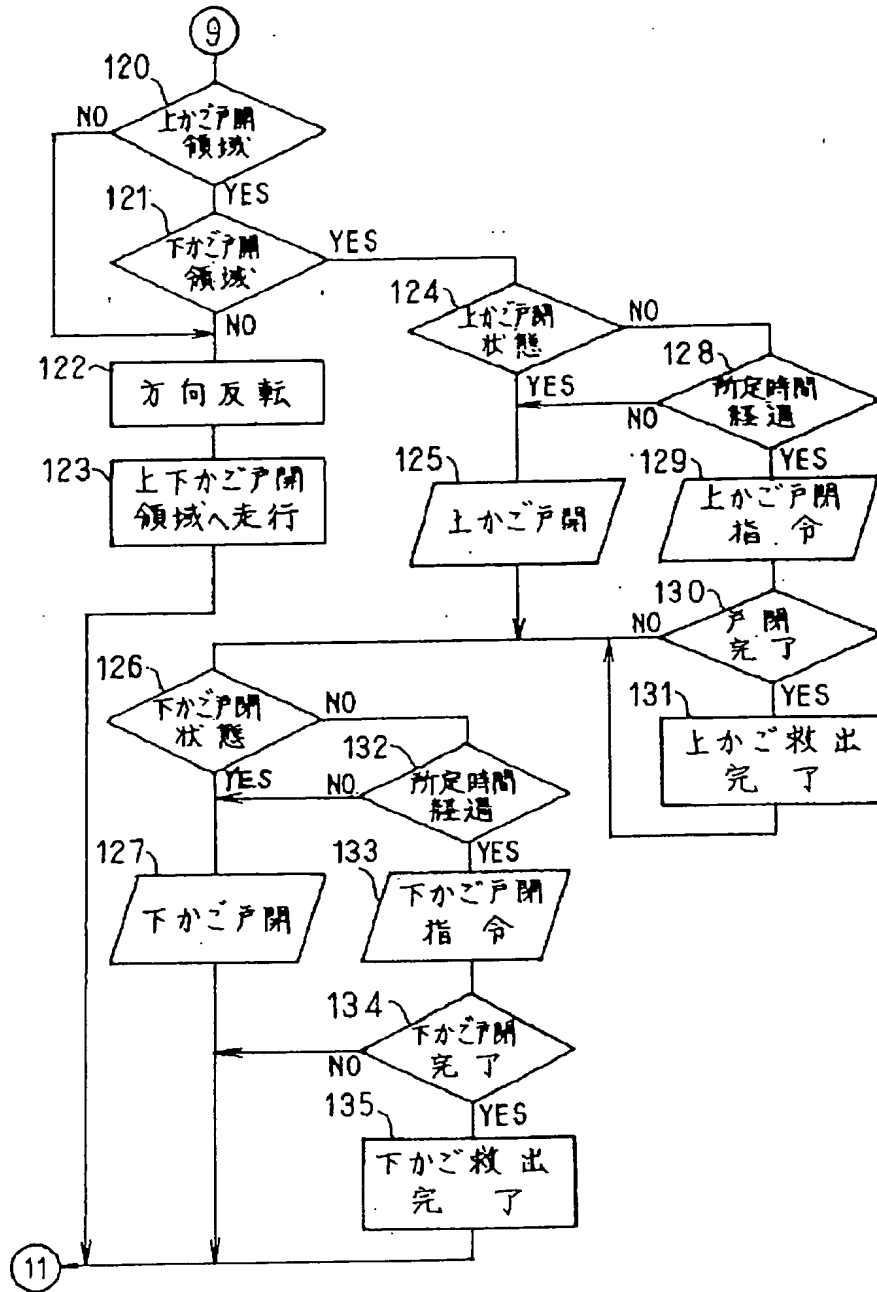 9
120
上かご戸開
領域
NO
YES
121
下かご戸開
領域
YES
NO
122
方向反転
123
上下かご戸開
領域へ走行
124
上かご戸閉
状態
NO
YES
128
所定時間
経過
NO
YES
125
上かご戸開
129
上かご戸閉
指令
130
戸閉
完了
NO
YES
131
上かご救出
完了
126
下かご戸閉
状態
NO
YES
132
所定時間
経過
NO
YES
127
下かご戸開
133
下かご戸閉
指令
134
下かご戸閉
完了
NO
YES
135
下かご救出
完了
11